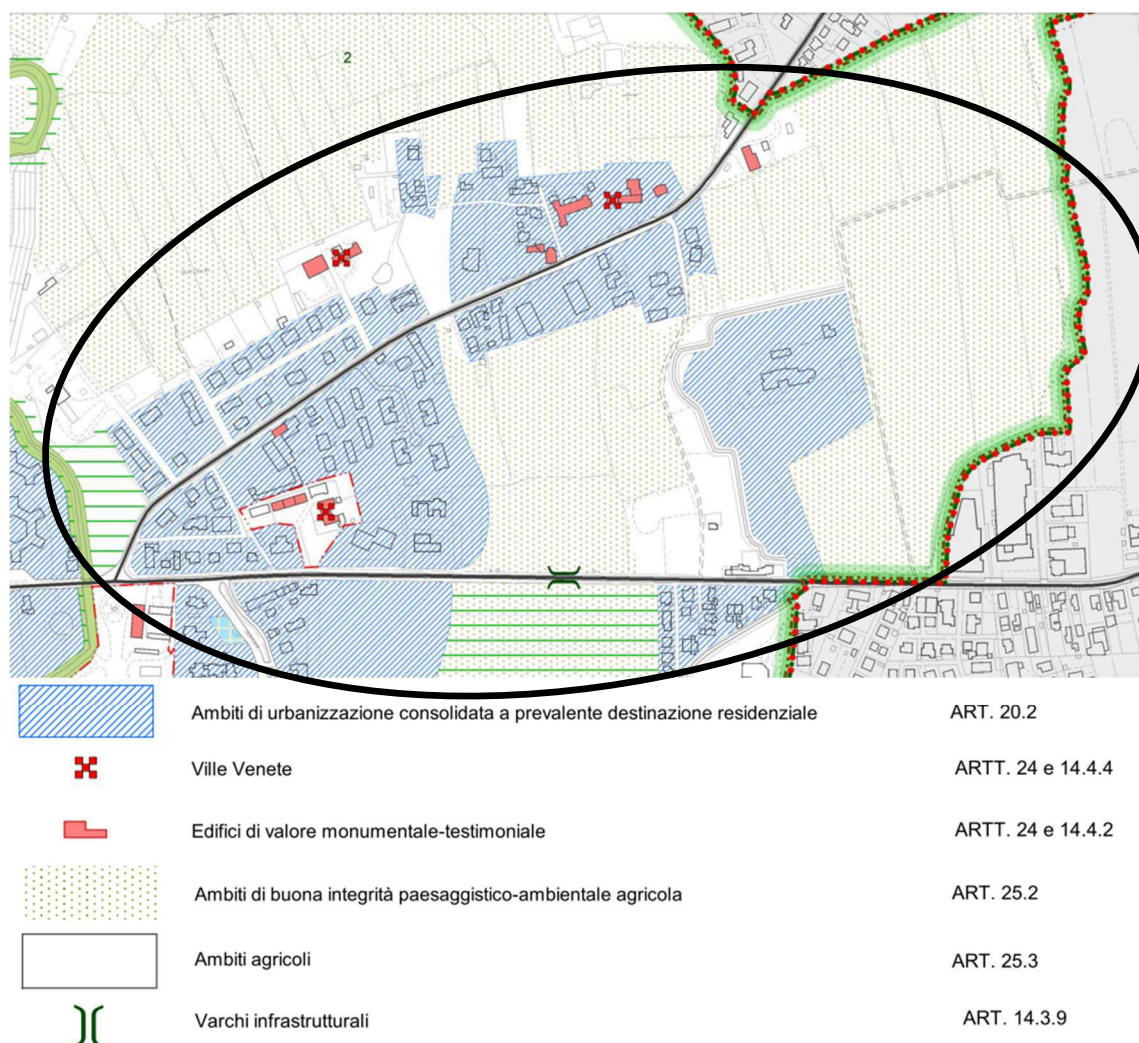 2
Ambiti di urbanizzazione consolidata a prevalente destinazione residenziale ART. 20.2
Ville Venete ARTT. 24 e 14.4.4
Edifici di valore monumentale-testimoniale ARTT. 24 e 14.4.2
Ambiti di buona integrità paesaggistico-ambientale agricola ART. 25.2
Ambiti agricoli ART. 25.3
Varchi infrastrutturali ART. 14.3.9